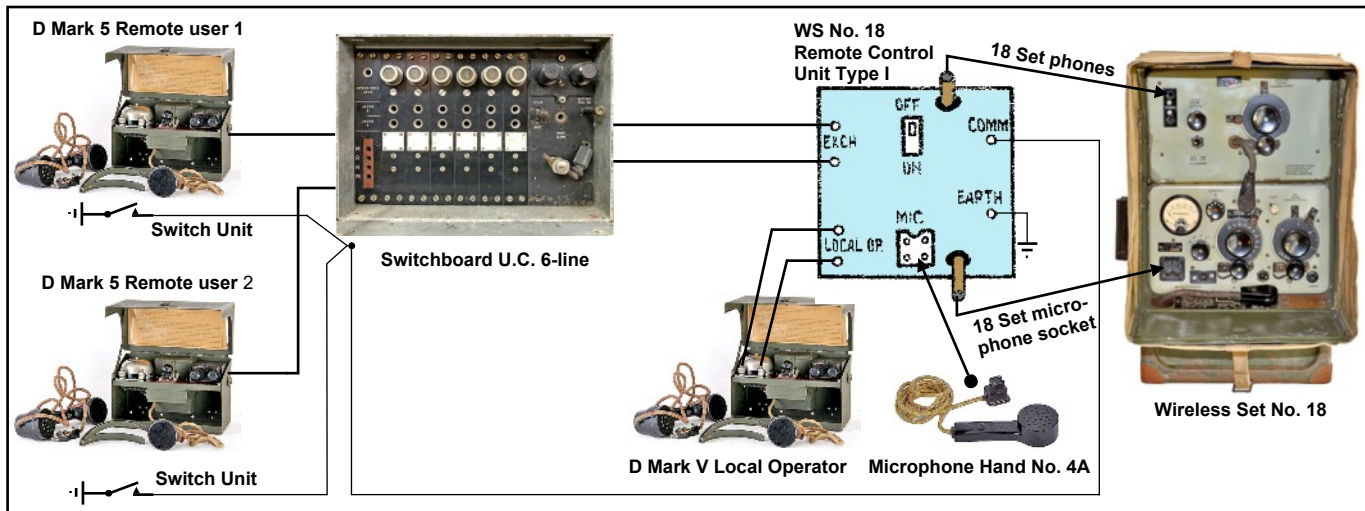 D Mark 5 Remote user 1
Switch Unit
D Mark 5 Remote user 2
Switch Unit
Switchboard U.C. 6-line
WS No. 18
Remote Control
Unit Type I
OFF
ON
EXCH
COMM
EARTH
MIC
LOCAL OP.
18 Set phones
18 Set micro-
phone socket
D Mark V Local Operator
Microphone Hand No. 4A
Wireless Set No. 18